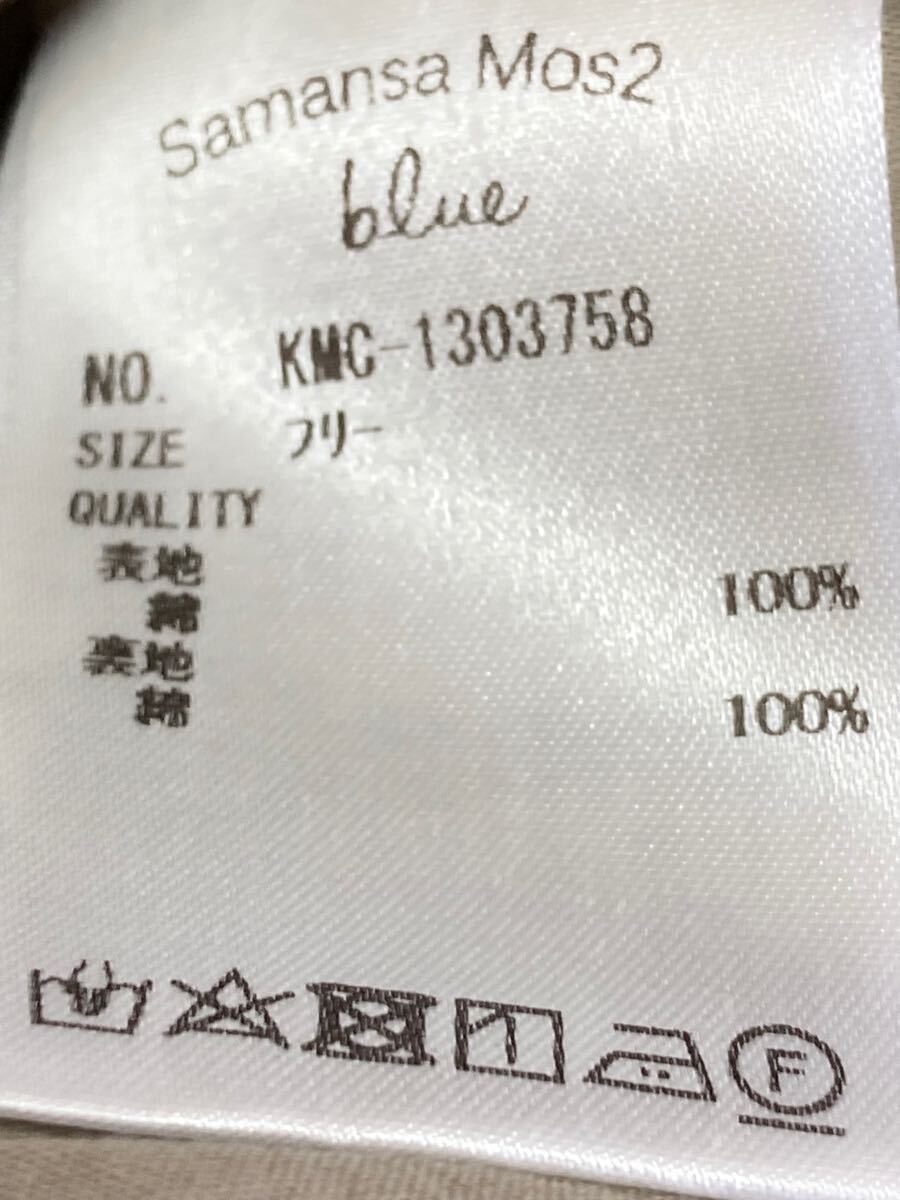 Samansa Mos2
blue
NO. KMC-1303758
SIZE フリー
QUALITY
表地
綿 100%
裏地
綿 100%
F